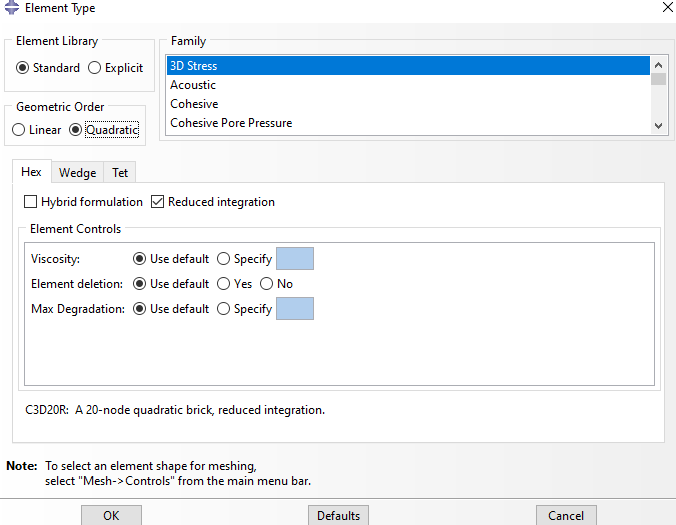 Element Type
Element Library
Standard Explicit
Geometric Order
Linear Quadratic
Family
3D Stress
Acoustic
Cohesive
Cohesive Pore Pressure
Hex Wedge Tet
Hybrid formulation Reduced integration
Element Controls
Viscosity: Use default Specify
Element deletion: Use default Yes No
Max Degradation: Use default Specify
C3D20R: A 20-node quadratic brick, reduced integration.
Note: To select an element shape for meshing,
select "Mesh->Controls" from the main menu bar.
OK Defaults Cancel